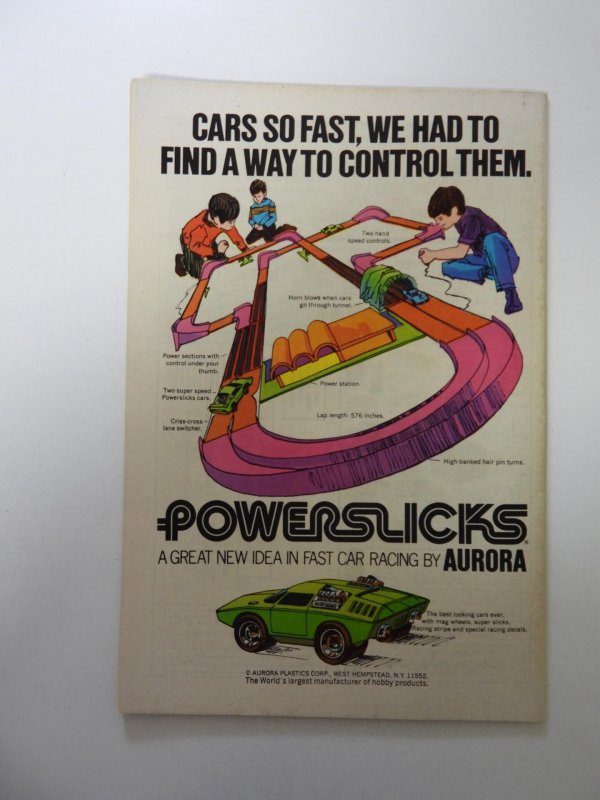 CARS SO FAST, WE HAD TO
FIND A WAY TO CONTROL THEM.
Two hand
speed controls.
Horn blows when cars
go through tunnel.
Power sections with
control under your
thumb.
Power station
Two super speed
Powerslicks cars.
Lap length: 576 inches.
Criss-cross
lane switcher.
High-banked hair pin turns.
POWERSLICKS
A GREAT NEW IDEA IN FAST CAR RACING BY AURORA
The best looking cars ever,
with mag wheels, super slicks.
Racing stripe and special racing decals.
© AURORA PLASTICS CORP., WEST HEMPSTEAD, N.Y. 11552.
The World's largest manufacturer of hobby products.